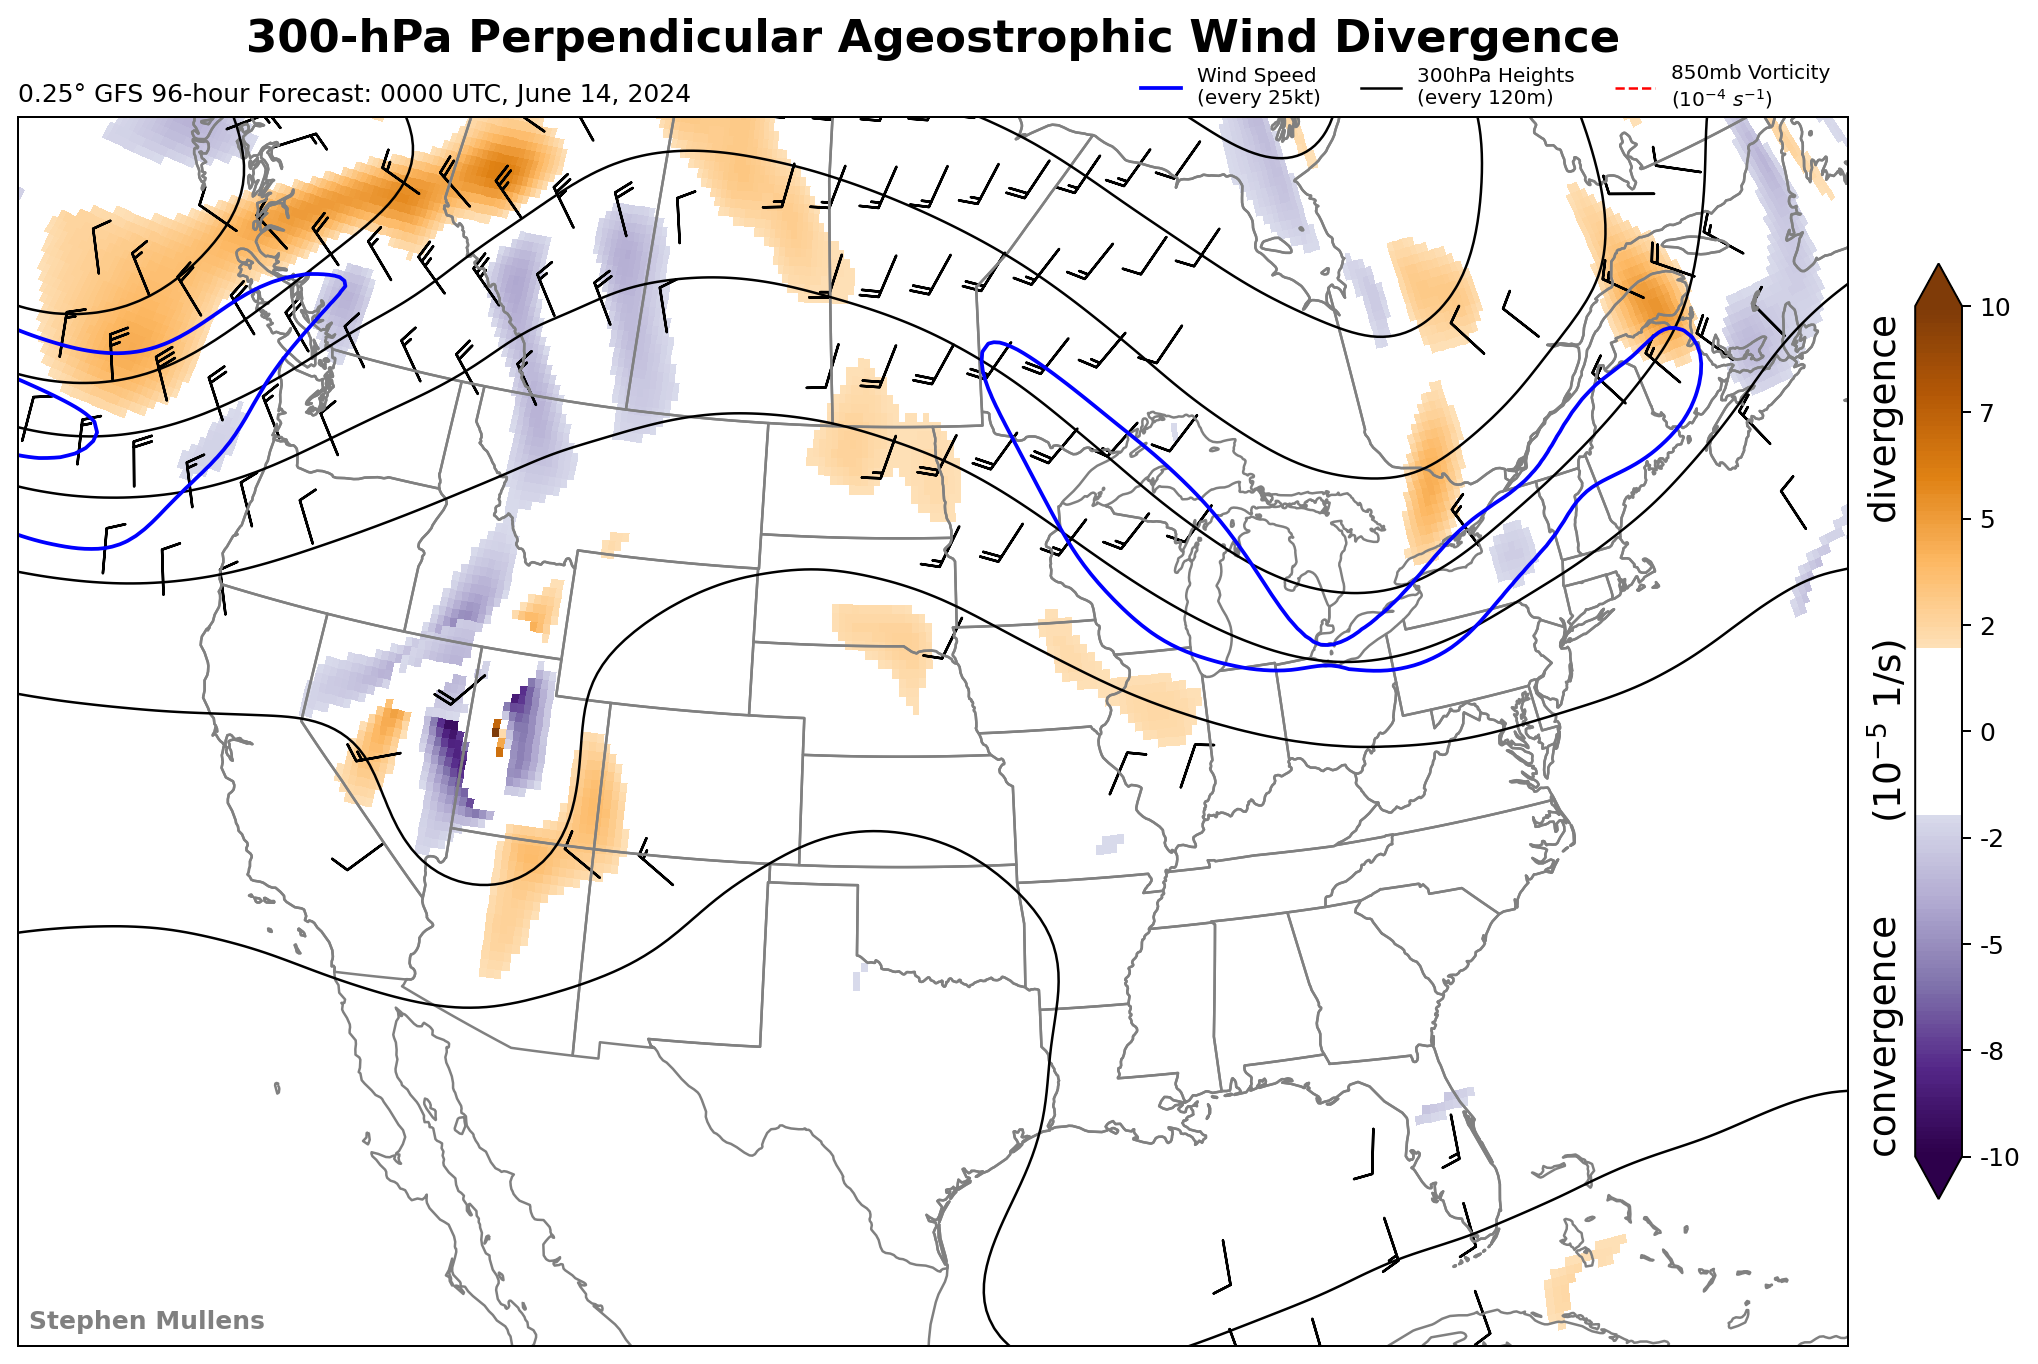 300-hPa Perpendicular Ageostrophic Wind Divergence
0.25° GFS 96-hour Forecast: 0000 UTC, June 14, 2024
Wind Speed
(every 25kt)
300hPa Heights
(every 120m)
850mb Vorticity
(10⁻⁴ s⁻¹)
10
7
5
2
0
-2
-5
-8
-10
convergence (10⁻⁵ 1/s) divergence
Stephen Mullens